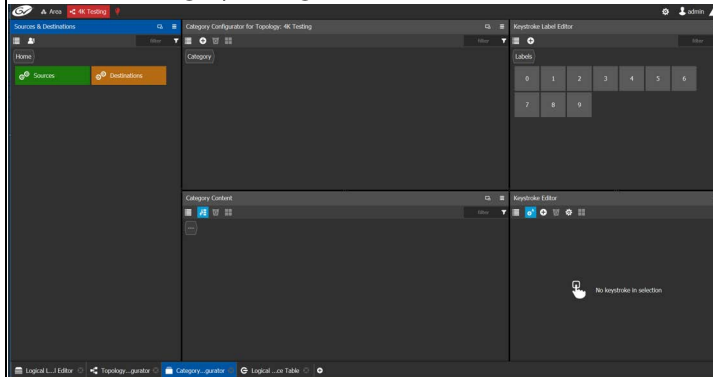 GV Area 4K Testing admin
Sources & Destinations
filter
Home
Sources Destinations
Category Configurator for Topology: 4K Testing
filter
Category
Keystroke Label Editor
filter
Labels
0 1 2 3 4 5 6
7 8 9
Category Content
filter
Keystroke Editor
No keystroke in selection
Logical L...l Editor Topology...gurator Category...gurator Logical ...ce Table